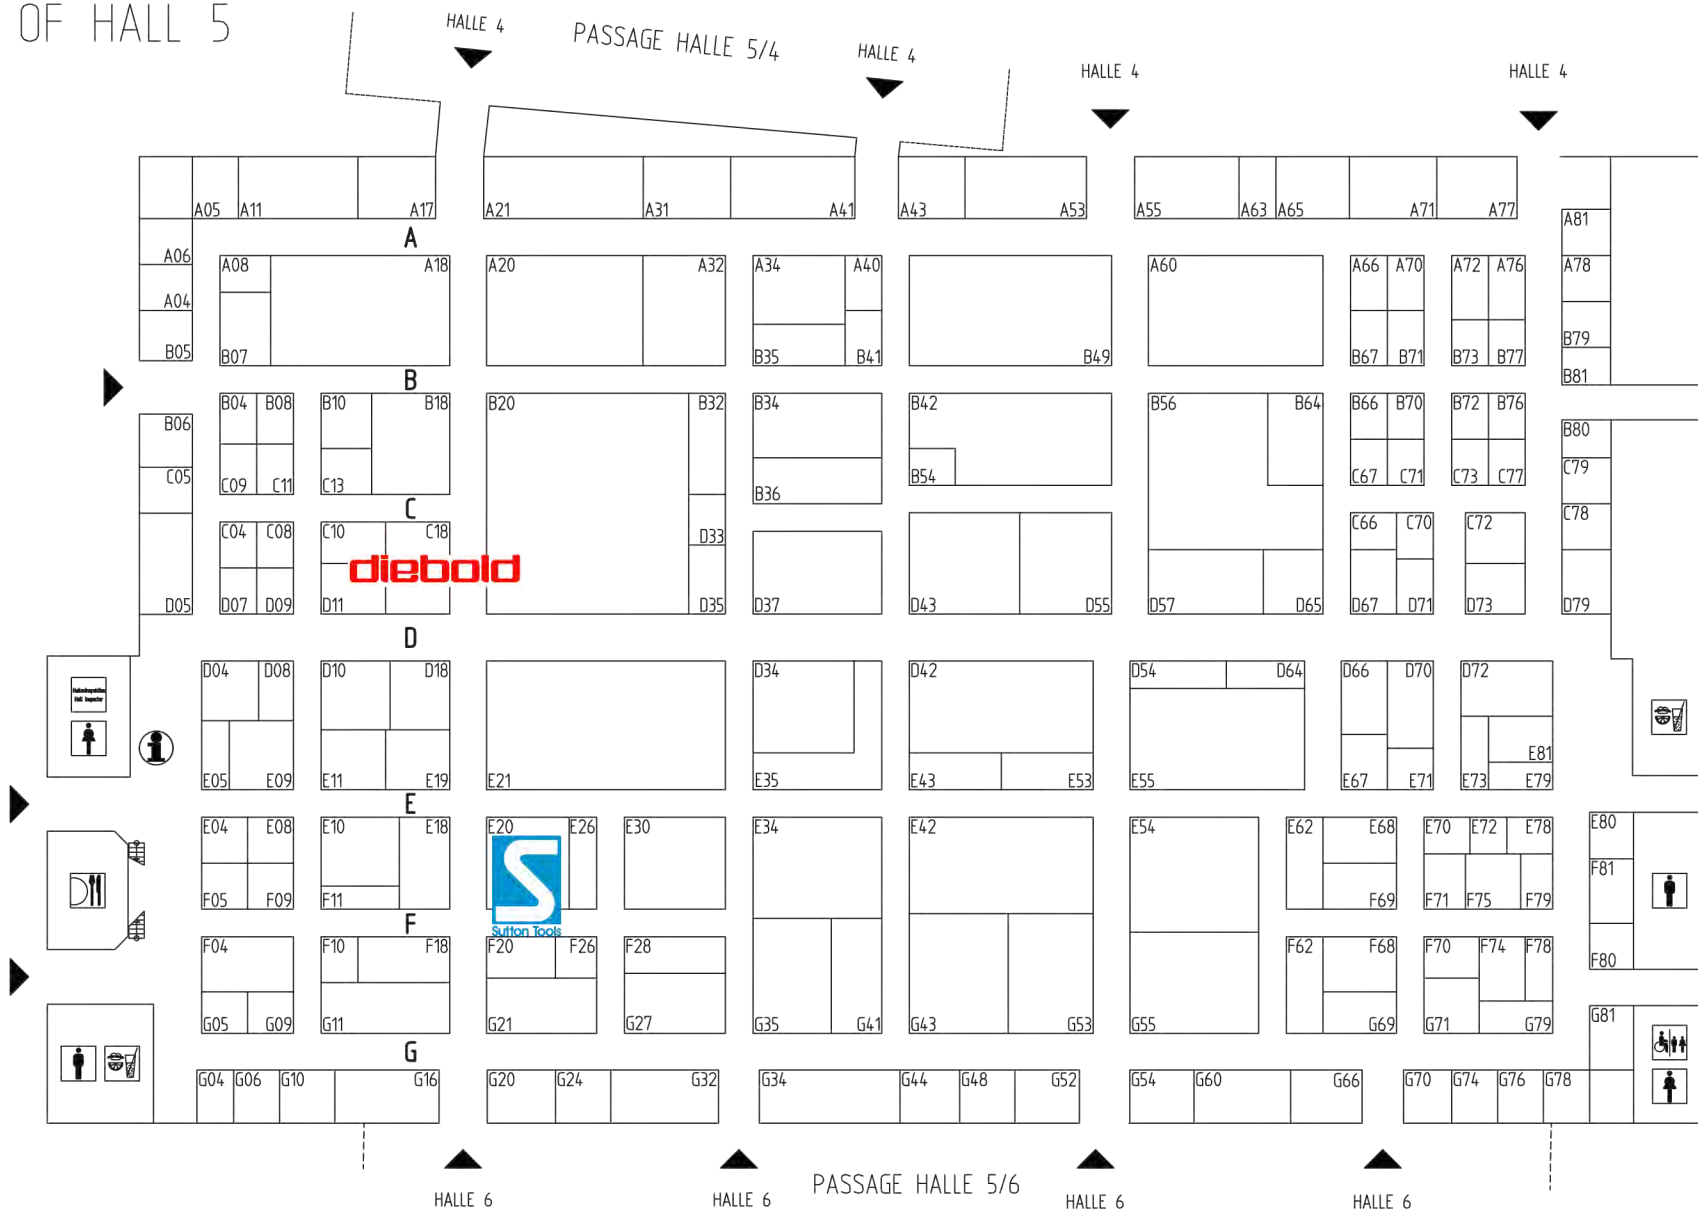 OF HALL 5
HALLE 4
PASSAGE HALLE 5/4
HALLE 4
HALLE 4
HALLE 4
A05 A11 A17 A21 A31 A41 A43 A53 A55 A63 A65 A71 A77 A81
A
A06 A08 A18 A20 A32 A34 A40 A60 A66 A70 A72 A76 A78
A04
B05 B07 B35 B41 B49 B67 B71 B73 B77 B79
B
B81
B06 B04 B08 B10 B18 B20 B32 B34 B42 B56 B64 B66 B70 B72 B76 B80
C05 C09 C11 C13 B36 B54 C67 C71 C73 C77 C79
C
C04 C08 C10 C18 D33 C66 C70 C72 C78
diebold
D05 D07 D09 D11 D35 D37 D43 D55 D57 D65 D67 D71 D73 D79
D
D04 D08 D10 D18 D34 D42 D54 D64 D66 D70 D72
Hall Inspector
E81
E05 E09 E11 E19 E21 E35 E43 E53 E55 E67 E71 E73 E79
E
E04 E08 E10 E18 E20 E26 E30 E34 E42 E54 E62 E68 E70 E72 E78 E80
S
F81
F05 F09 F11 F69 F71 F75 F79
F
Sutton Tools
F04 F10 F18 F20 F26 F28 F62 F68 F70 F74 F78 F80
G05 G09 G11 G21 G27 G35 G41 G43 G53 G55 G69 G71 G79 G81
G
G04 G06 G10 G16 G20 G24 G32 G34 G44 G48 G52 G54 G60 G66 G70 G74 G76 G78
PASSAGE HALLE 5/6
HALLE 6
HALLE 6
HALLE 6
HALLE 6